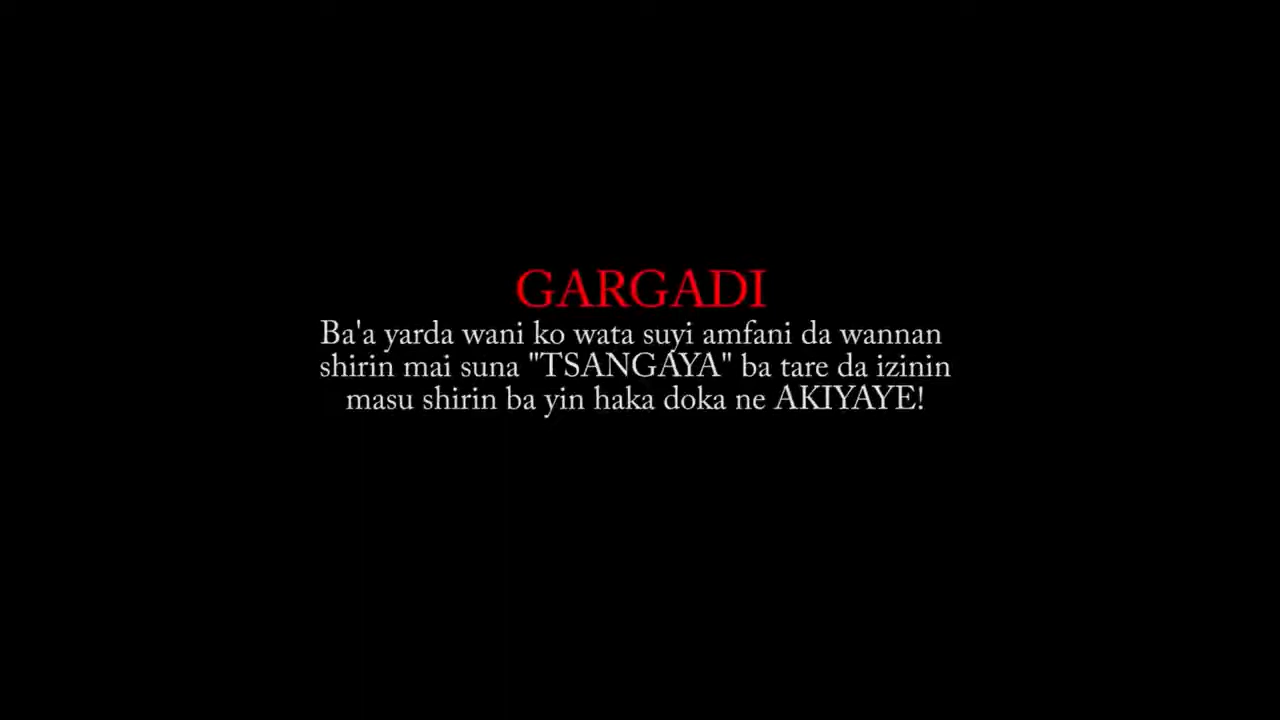 GARGADI
Ba'a yarda wani ko wata suyi amfani da wannan
shirin mai suna "TSANGAYA" ba tare da izinin
masu shirin ba yin haka doka ne AKIYAYE!